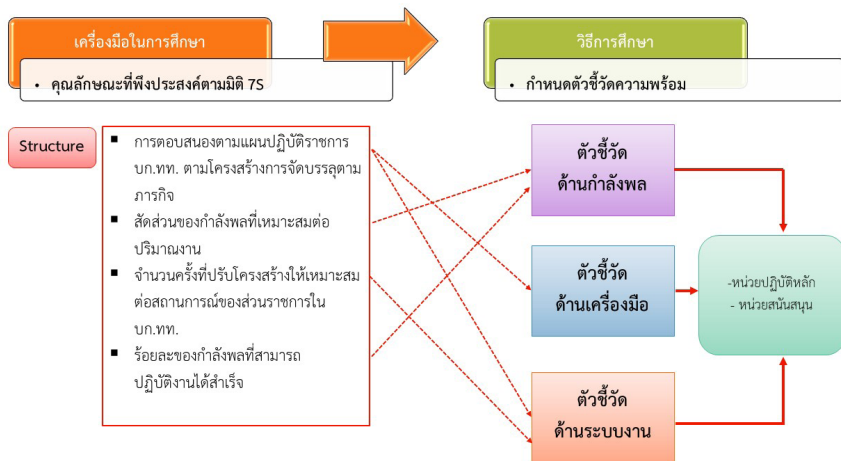 เครื่องมือในการศึกษา
• คุณลักษณะที่พึงประสงค์ตามมิติ 7S
วิธีการศึกษา
• กำหนดตัวชี้วัดความพร้อม
Structure
▪ การตอบสนองตามแผนปฏิบัติราชการ
บก.ทท. ตามโครงสร้างการจัดบรรลุตาม
ภารกิจ
▪ สัดส่วนของกำลังพลที่เหมาะสมต่อ
ปริมาณงาน
▪ จำนวนครั้งที่ปรับโครงสร้างให้เหมาะสม
ต่อสถานการณ์ของส่วนราชการใน
บก.ทท.
▪ ร้อยละของกำลังพลที่สามารถ
ปฏิบัติงานได้สำเร็จ
ตัวชี้วัด
ด้านกำลังพล
ตัวชี้วัด
ด้านเครื่องมือ
ตัวชี้วัด
ด้านระบบงาน
-หน่วยปฏิบัติหลัก
- หน่วยสนันสนุน